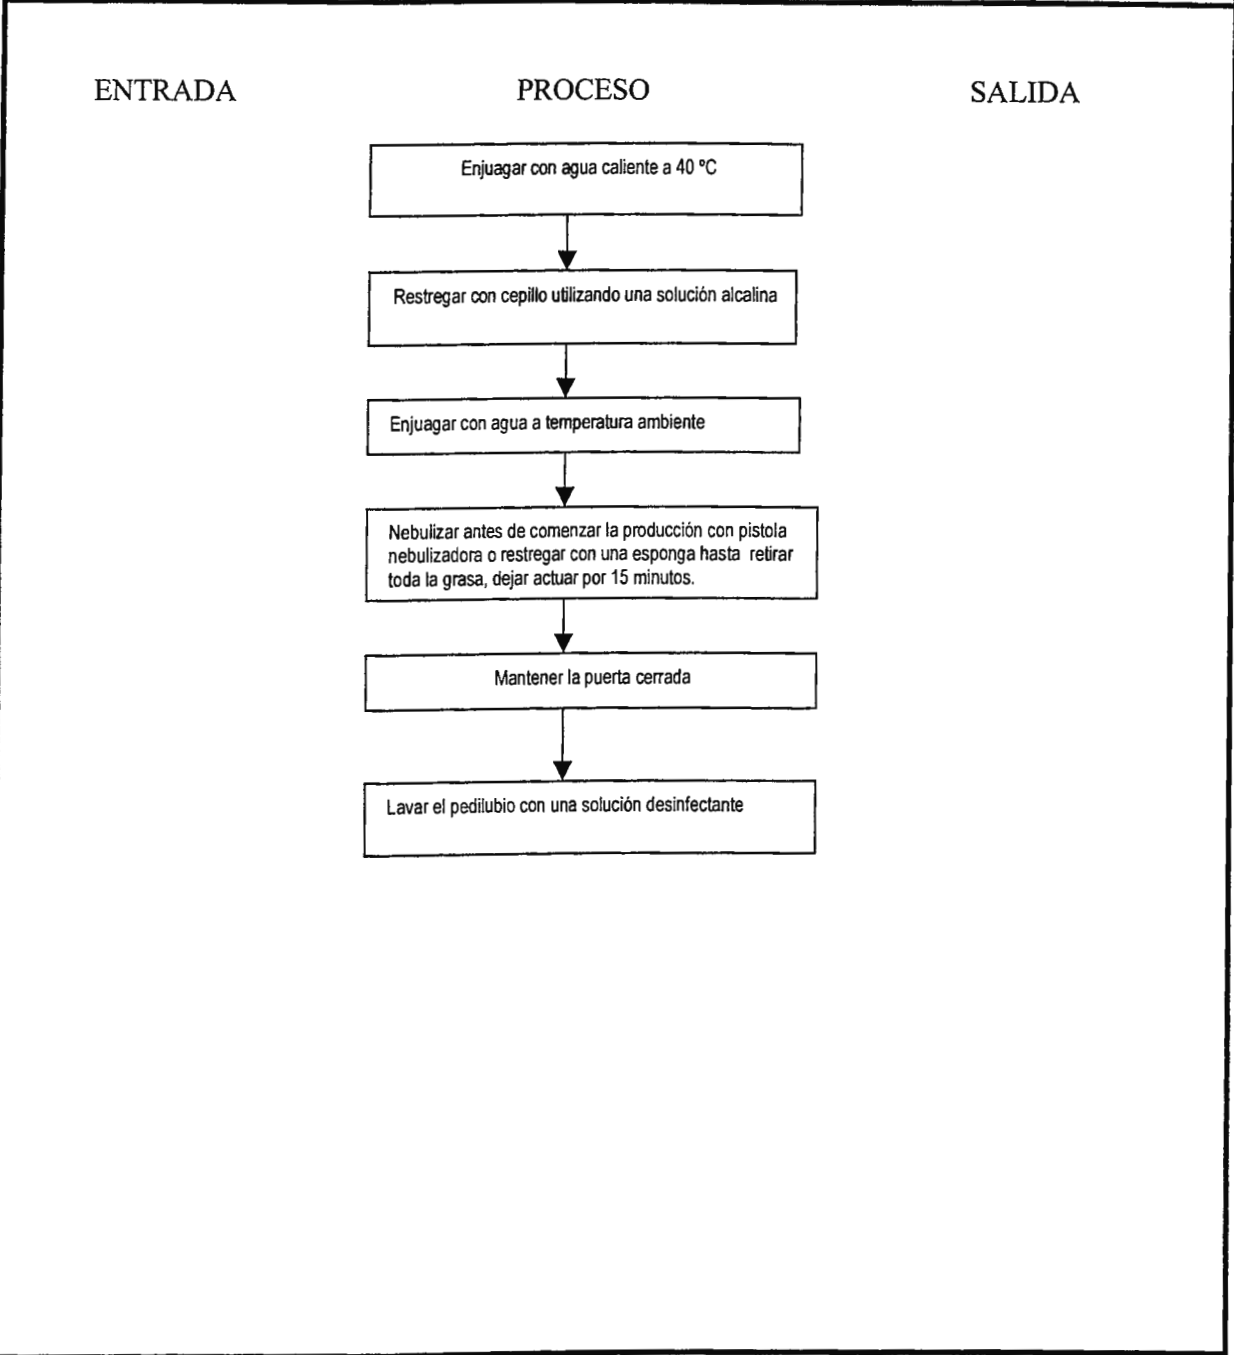 ENTRADA PROCESO SALIDA
Enjuagar con agua caliente a 40 ºC
Restregar con cepillo utilizando una solución alcalina
Enjuagar con agua a temperatura ambiente
Nebulizar antes de comenzar la producción con pistola
nebulizadora o restregar con una esponga hasta retirar
toda la grasa, dejar actuar por 15 minutos.
Mantener la puerta cerrada
Lavar el pedilubio con una solución desinfectante